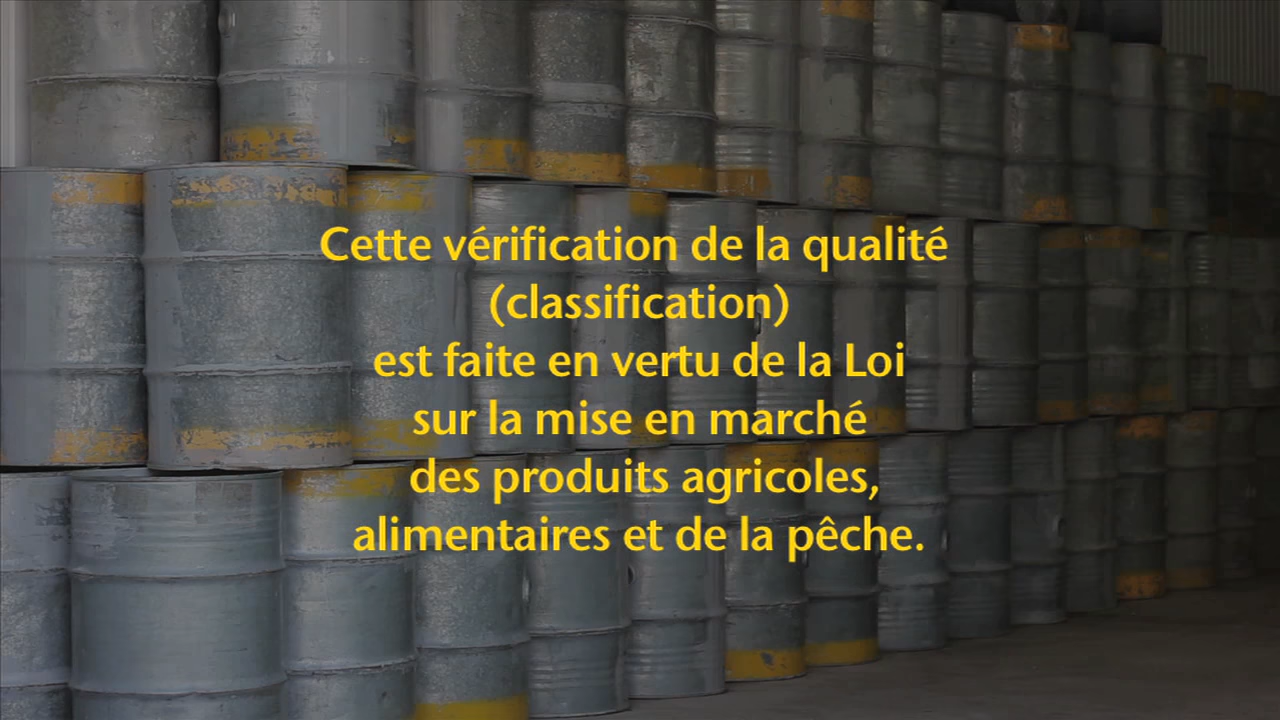 Cette vérification de la qualité
(classification)
est faite en vertu de la Loi
sur la mise en marché
des produits agricoles,
alimentaires et de la pêche.